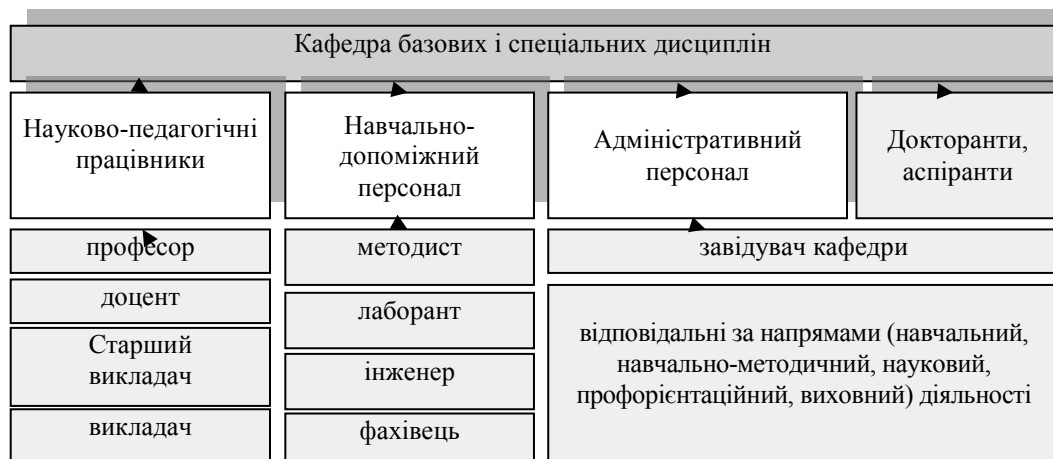 Кафедра базових і спеціальних дисциплін
Науково-педагогічні
працівники
Навчально-
допоміжний
персонал
Адміністративний
персонал
Докторанти,
аспіранти
професор
доцент
Старший
викладач
викладач
методист
лаборант
інженер
фахівець
завідувач кафедри
відповідальні за напрямами (навчальний,
навчально-методичний, науковий,
профорієнтаційний, виховний) діяльності